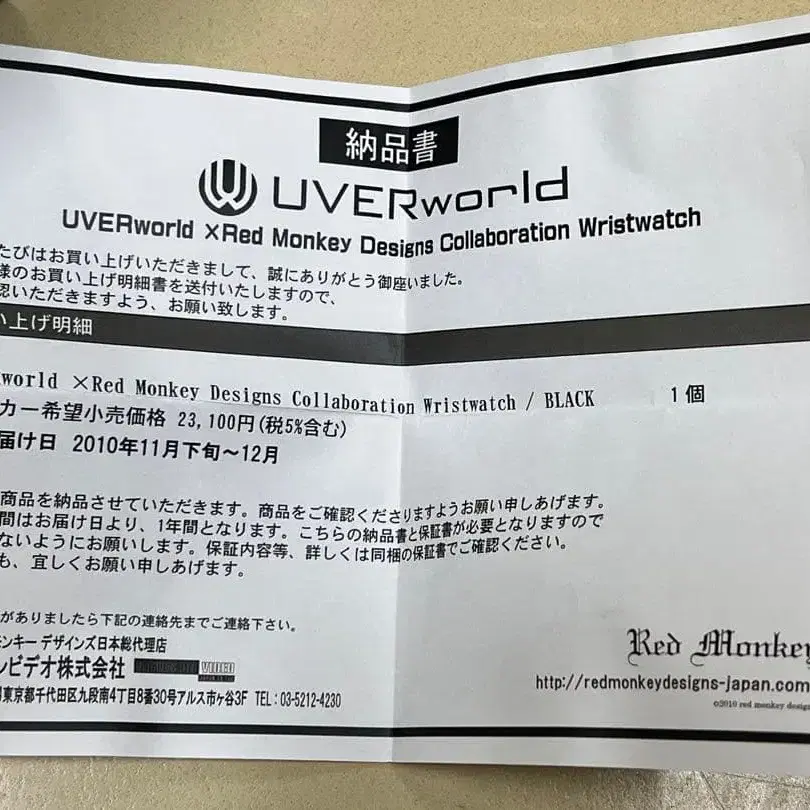 納品書
UVERworld
UVERworld ×Red Monkey Designs Collaboration Wristwatch
たびはお買い上げいただきまして、誠にありがとう御座いました。
様のお買い上げ明細書を送付いたしますので、
認いただきますよう、お願い致します。
い上げ明細
world ×Red Monkey Designs Collaboration Wristwatch / BLACK 1個
カー希望小売価格 23,100円(税5%含む)
届け日 2010年11月下旬~12月
商品を納品させていただきます。商品をご確認くださりますようお願い申しあげます。
間はお届け日より、1年間となります。こちらの納品書と保証書が必要となりますので
ないようにお願いします。保証内容等、詳しくは同梱の保証書でご確認ください。
も、宜しくお願い申しあげます。
がありましたら下記の連絡先までご連絡下さい。
ンキー デザインズ日本総代理店
ンビデオ株式会社 VIDEO
東京都千代田区九段南4丁目8番30号アルス市ヶ谷3F TEL:03-5212-4230
Red Monkey
http://redmonkeydesigns-japan.com
©2010 red monkey design